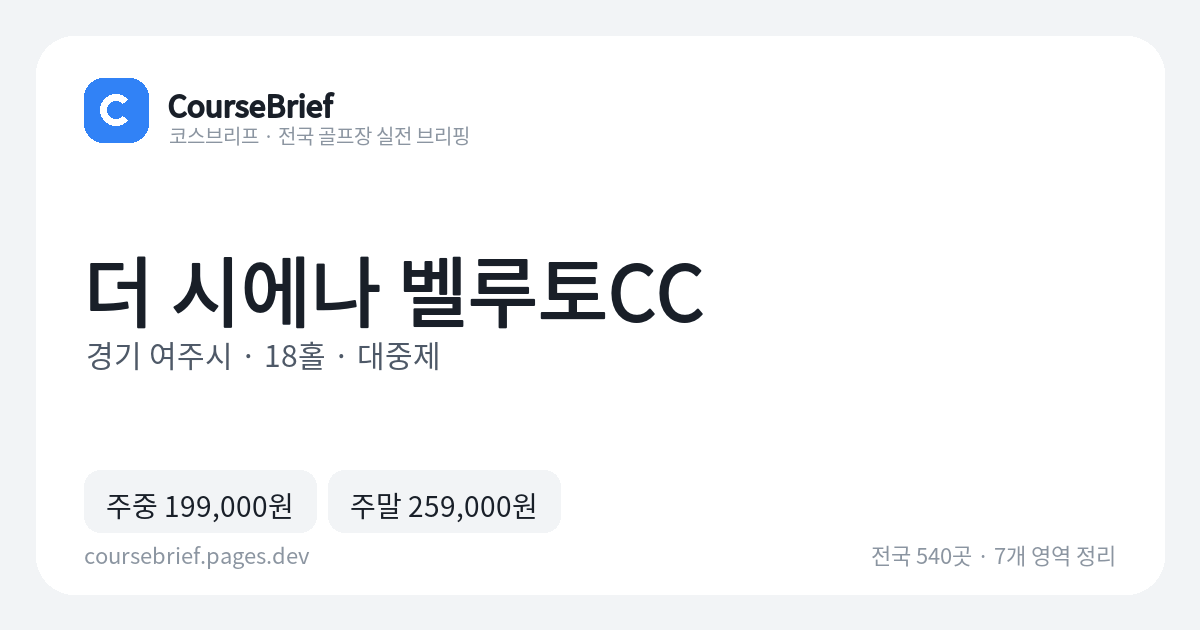 C
CourseBrief
코스브리프 · 전국 골프장 실전 브리핑
더 시에나 벨루토CC
경기 여주시 · 18홀 · 대중제
주중 199,000원 주말 259,000원
coursebrief.pages.dev 전국 540곳 · 7개 영역 정리